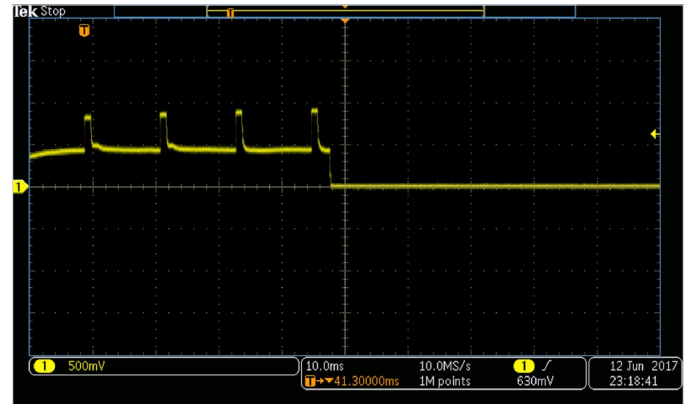 Tek Stop
T
T
1
1 500mV
10.0ms 10.0MS/s 1 12 Jun 2017
T→▼41.30000ms 1M points 630mV 23:18:41